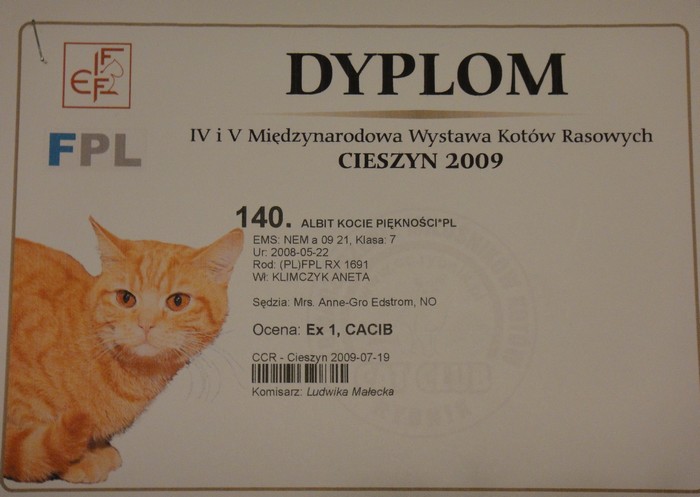 FIFe
FPL
DYPLOM
IV i V Międzynarodowa Wystawa Kotów Rasowych
CIESZYN 2009
140. ALBIT KOCIE PIĘKNOŚCI*PL
EMS: NEM a 09 21, Klasa: 7
Ur: 2008-05-22
Rod: (PL)FPL RX 1691
Wł: KLIMCZYK ANETA
Sędzia: Mrs. Anne-Gro Edstrom, NO
Ocena: Ex 1, CACIB
CCR - Cieszyn 2009-07-19
Komisarz: Ludwika Małecka